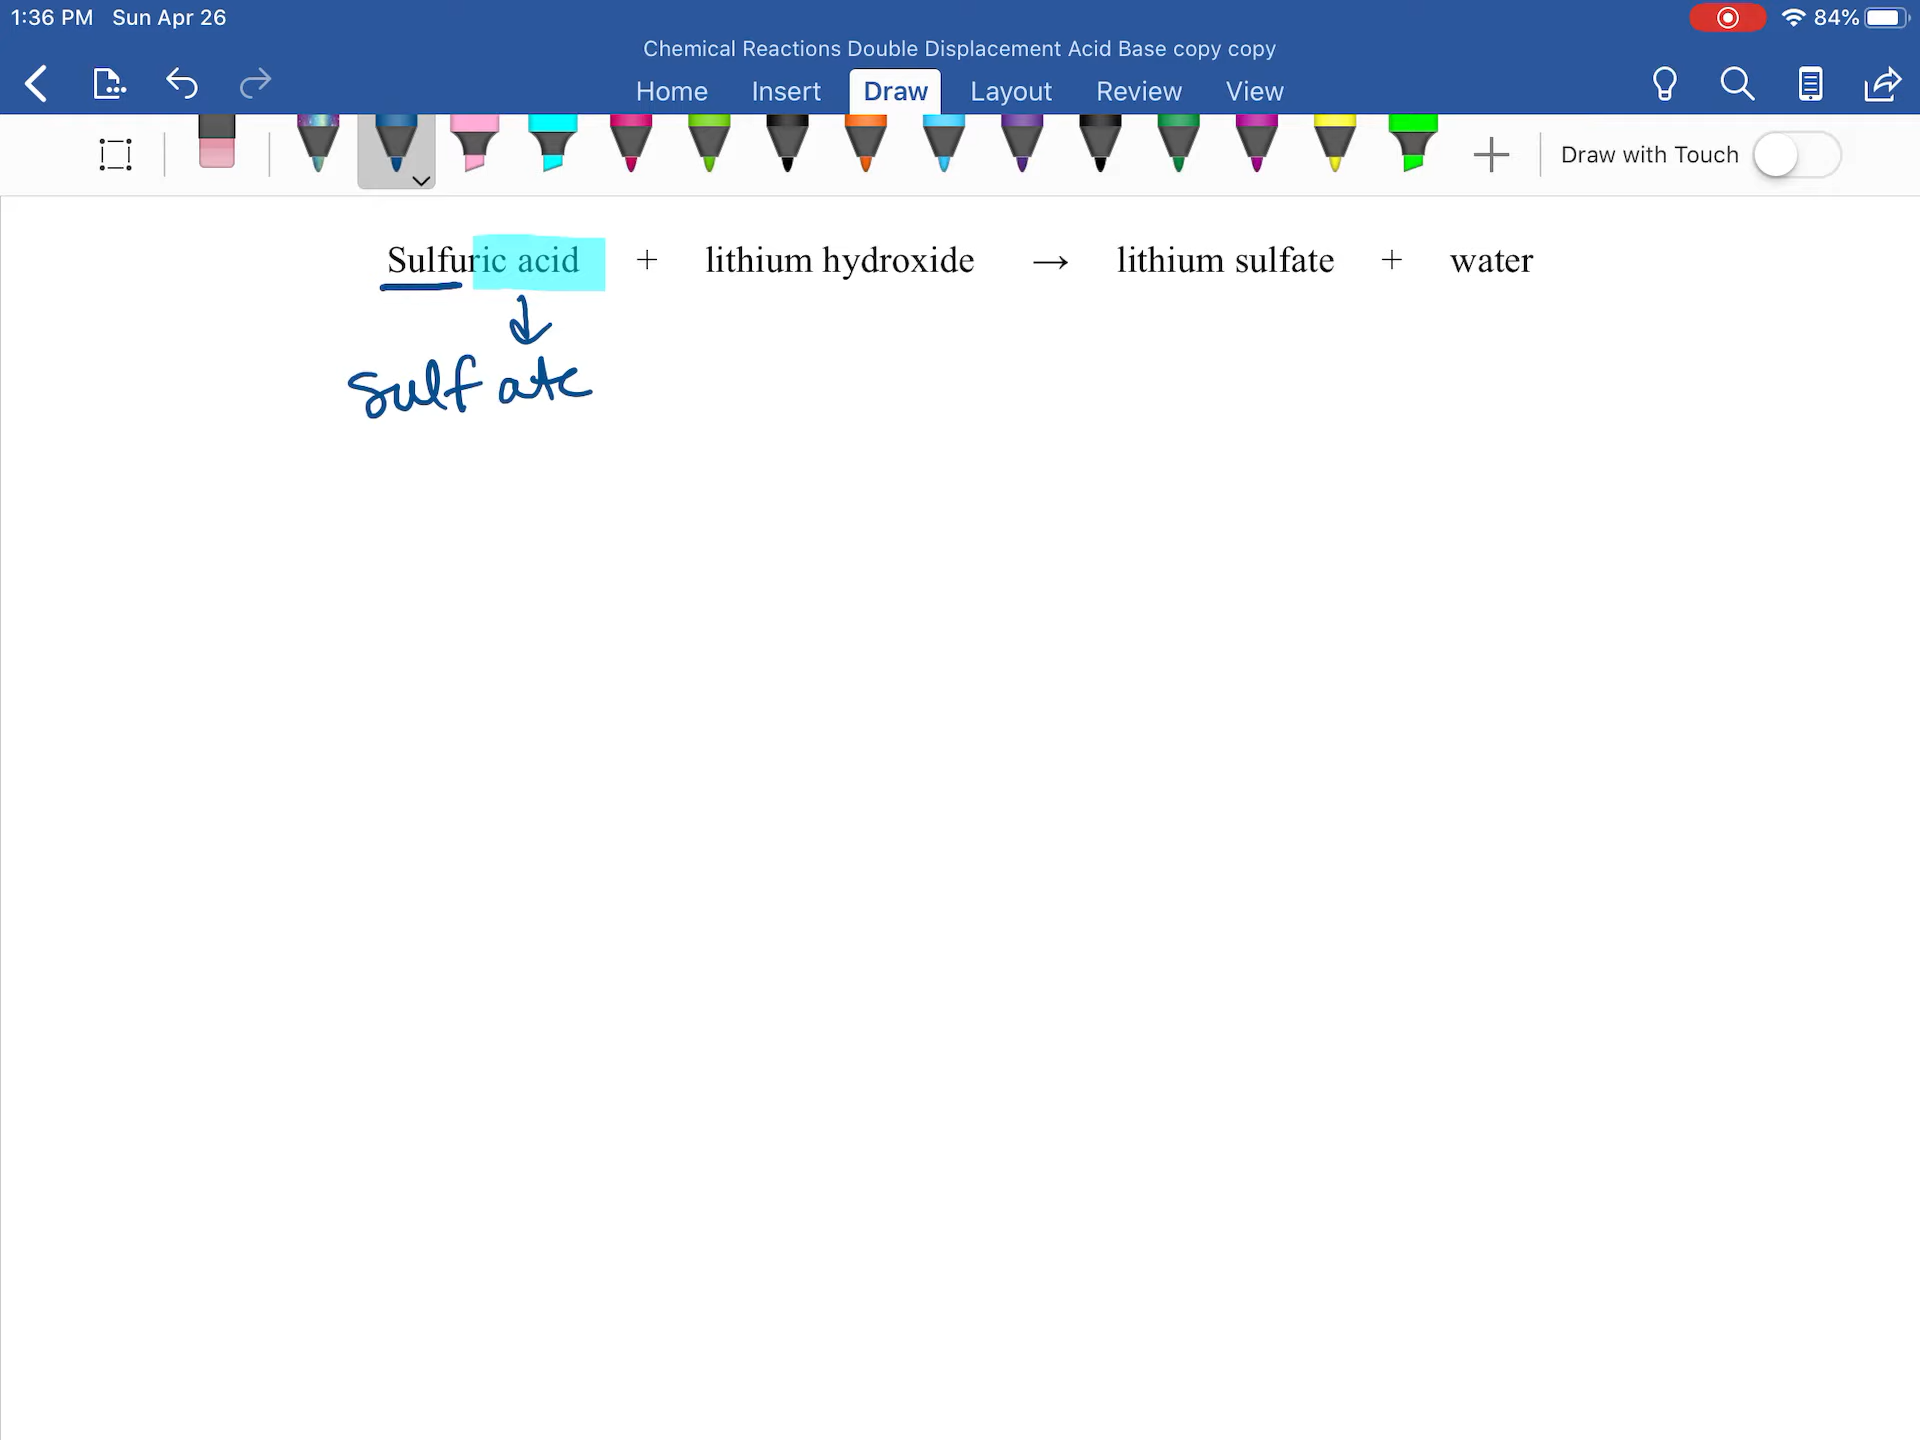 1:36 PM Sun Apr 26 84%
Chemical Reactions Double Displacement Acid Base copy copy
Home Insert Draw Layout Review View
Draw with Touch
Sulfuric acid + lithium hydroxide → lithium sulfate + water
sulfate